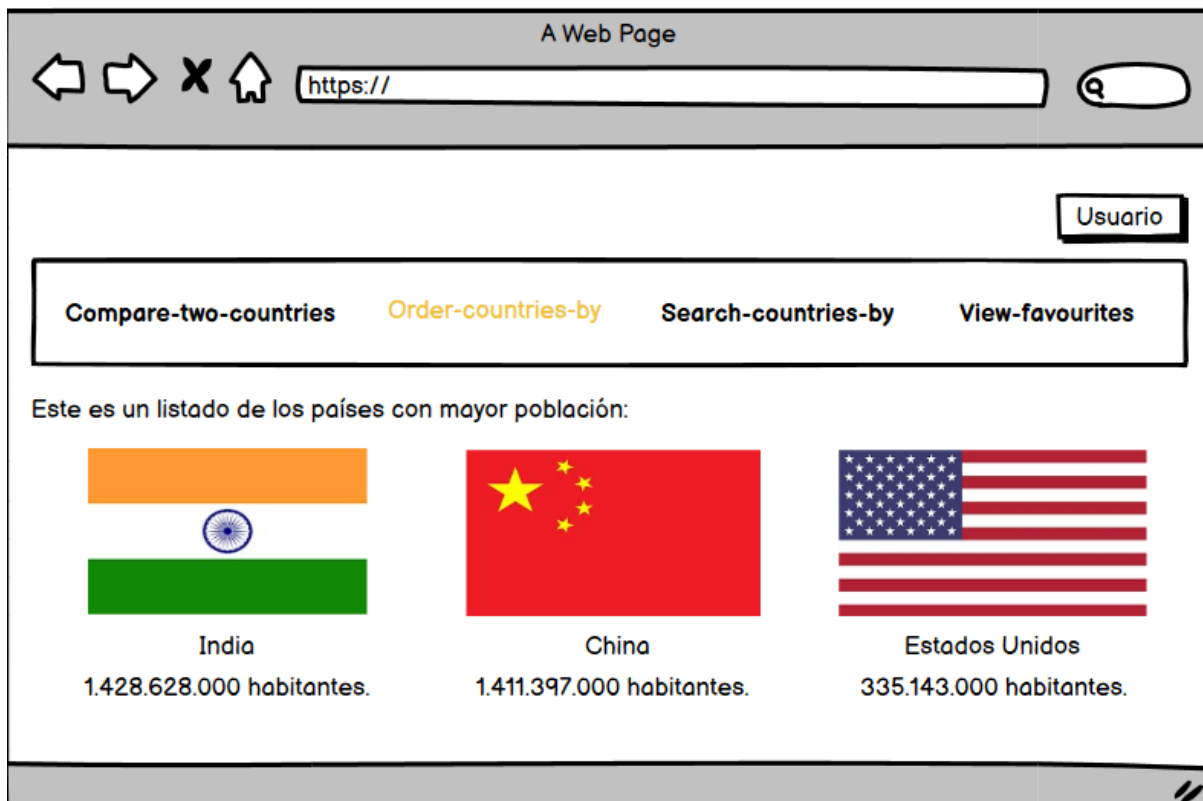 A Web Page
https://
Usuario
Compare-two-countries Order-countries-by Search-countries-by View-favourites
Este es un listado de los países con mayor población:
India China Estados Unidos
1.428.628.000 habitantes. 1.411.397.000 habitantes. 335.143.000 habitantes.